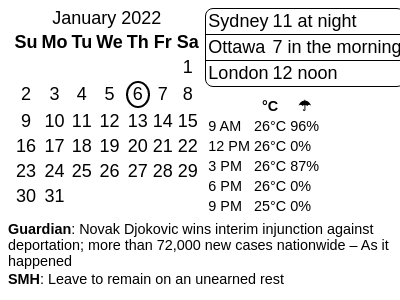 January 2022
Su Mo Tu We Th Fr Sa
1
2 3 4 5 6 7 8
9 10 11 12 13 14 15
16 17 18 19 20 21 22
23 24 25 26 27 28 29
30 31
Sydney 11 at night
Ottawa 7 in the morning
London 12 noon
°C ☂
9 AM 26°C 96%
12 PM 26°C 0%
3 PM 26°C 87%
6 PM 26°C 0%
9 PM 25°C 0%
Guardian: Novak Djokovic wins interim injunction against
deportation; more than 72,000 new cases nationwide – As it
happened
SMH: Leave to remain on an unearned rest